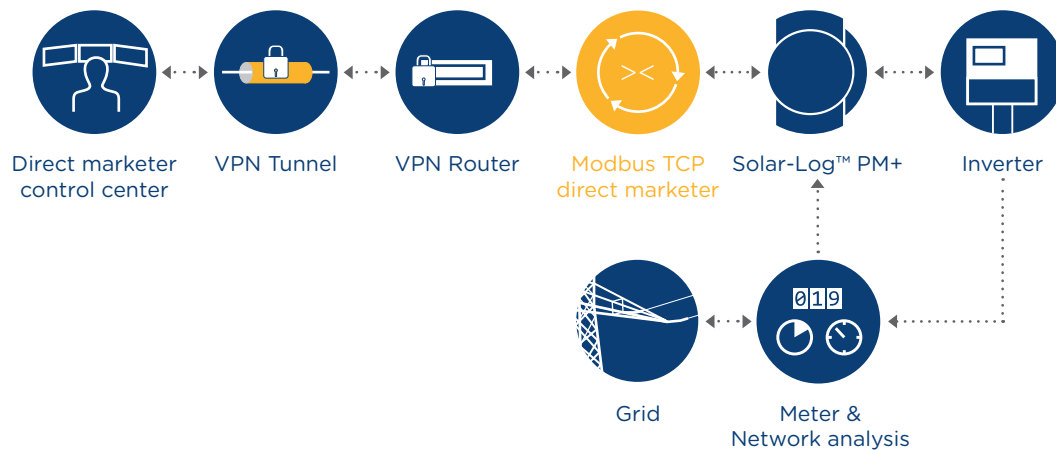 Direct marketer
control center
VPN Tunnel
VPN Router
Modbus TCP
direct marketer
Solar-Log™ PM+
Inverter
019
Grid
Meter &
Network analysis